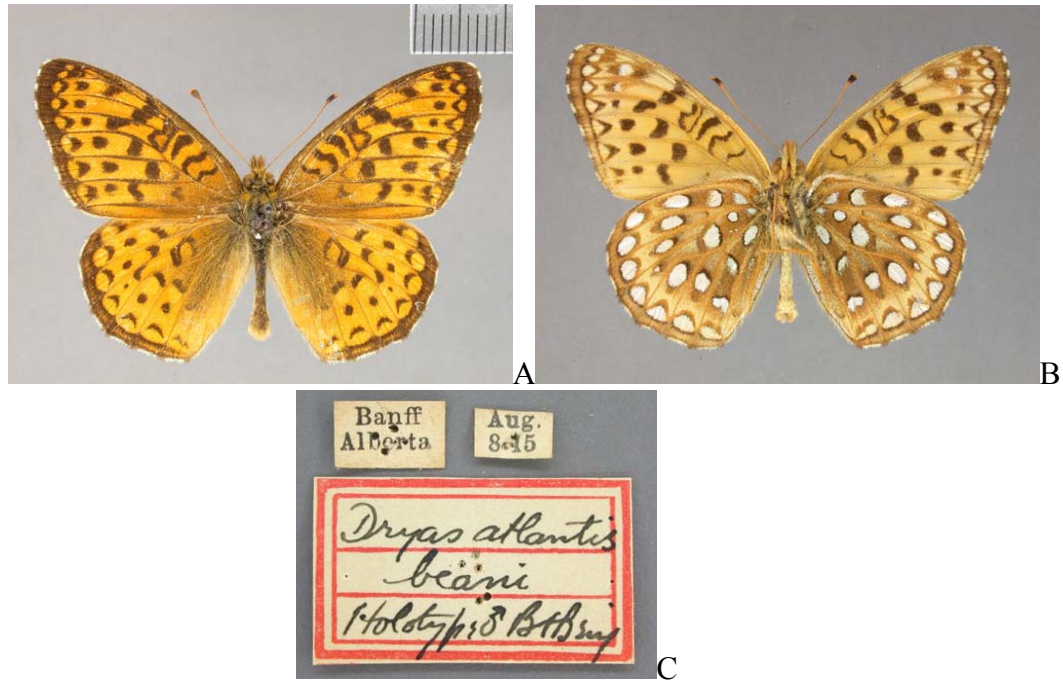 A
B
Banff
Alberta
Aug.
8-15
Dryas atlantis
beani
Holotype ♂ B&Benj
C